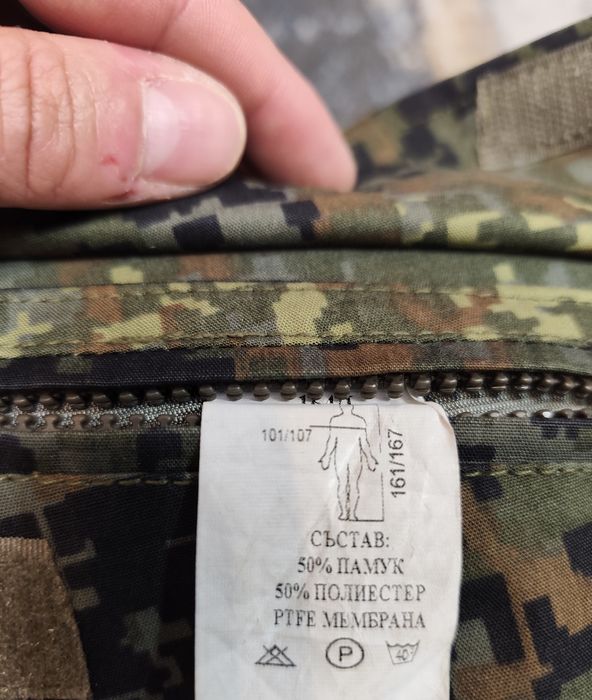 101/107
161/167
СЪСТАВ:
50% ПАМУК
50% ПОЛИЕСТЕР
PTFE МЕМБРАНА
P
40